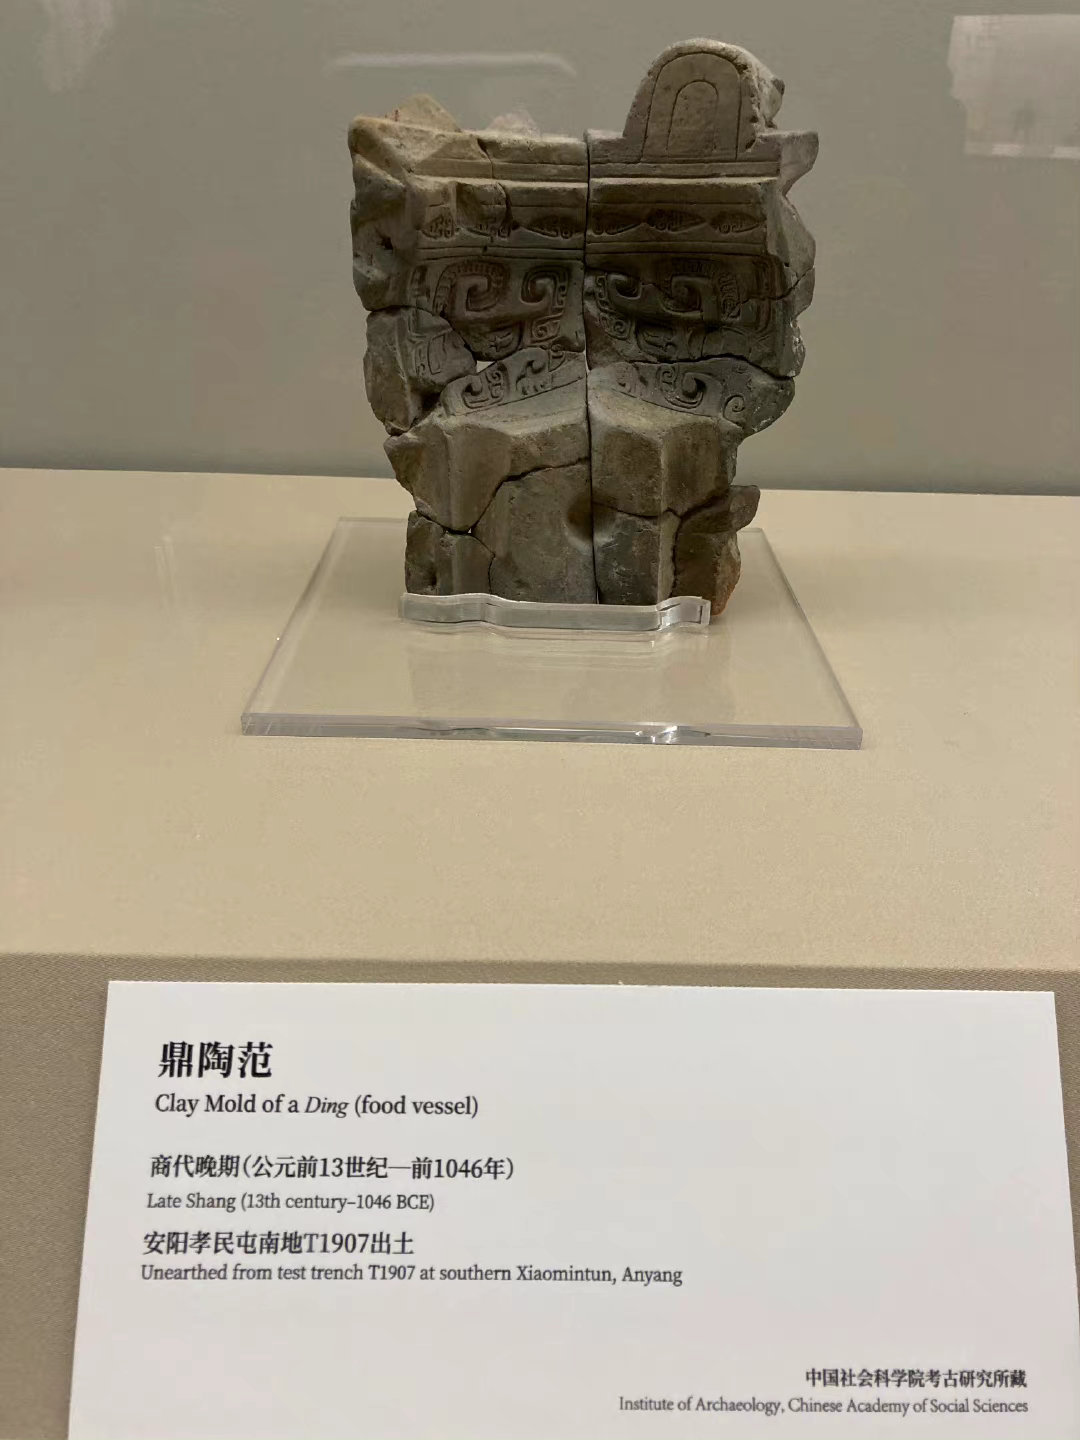 鼎陶范
Clay Mold of a Ding (food vessel)
商代晚期(公元前13世纪—前1046年)
Late Shang (13th century–1046 BCE)
安阳孝民屯南地T1907出土
Unearthed from test trench T1907 at southern Xiaomintun, Anyang
中国社会科学院考古研究所藏
Institute of Archaeology, Chinese Academy of Social Sciences